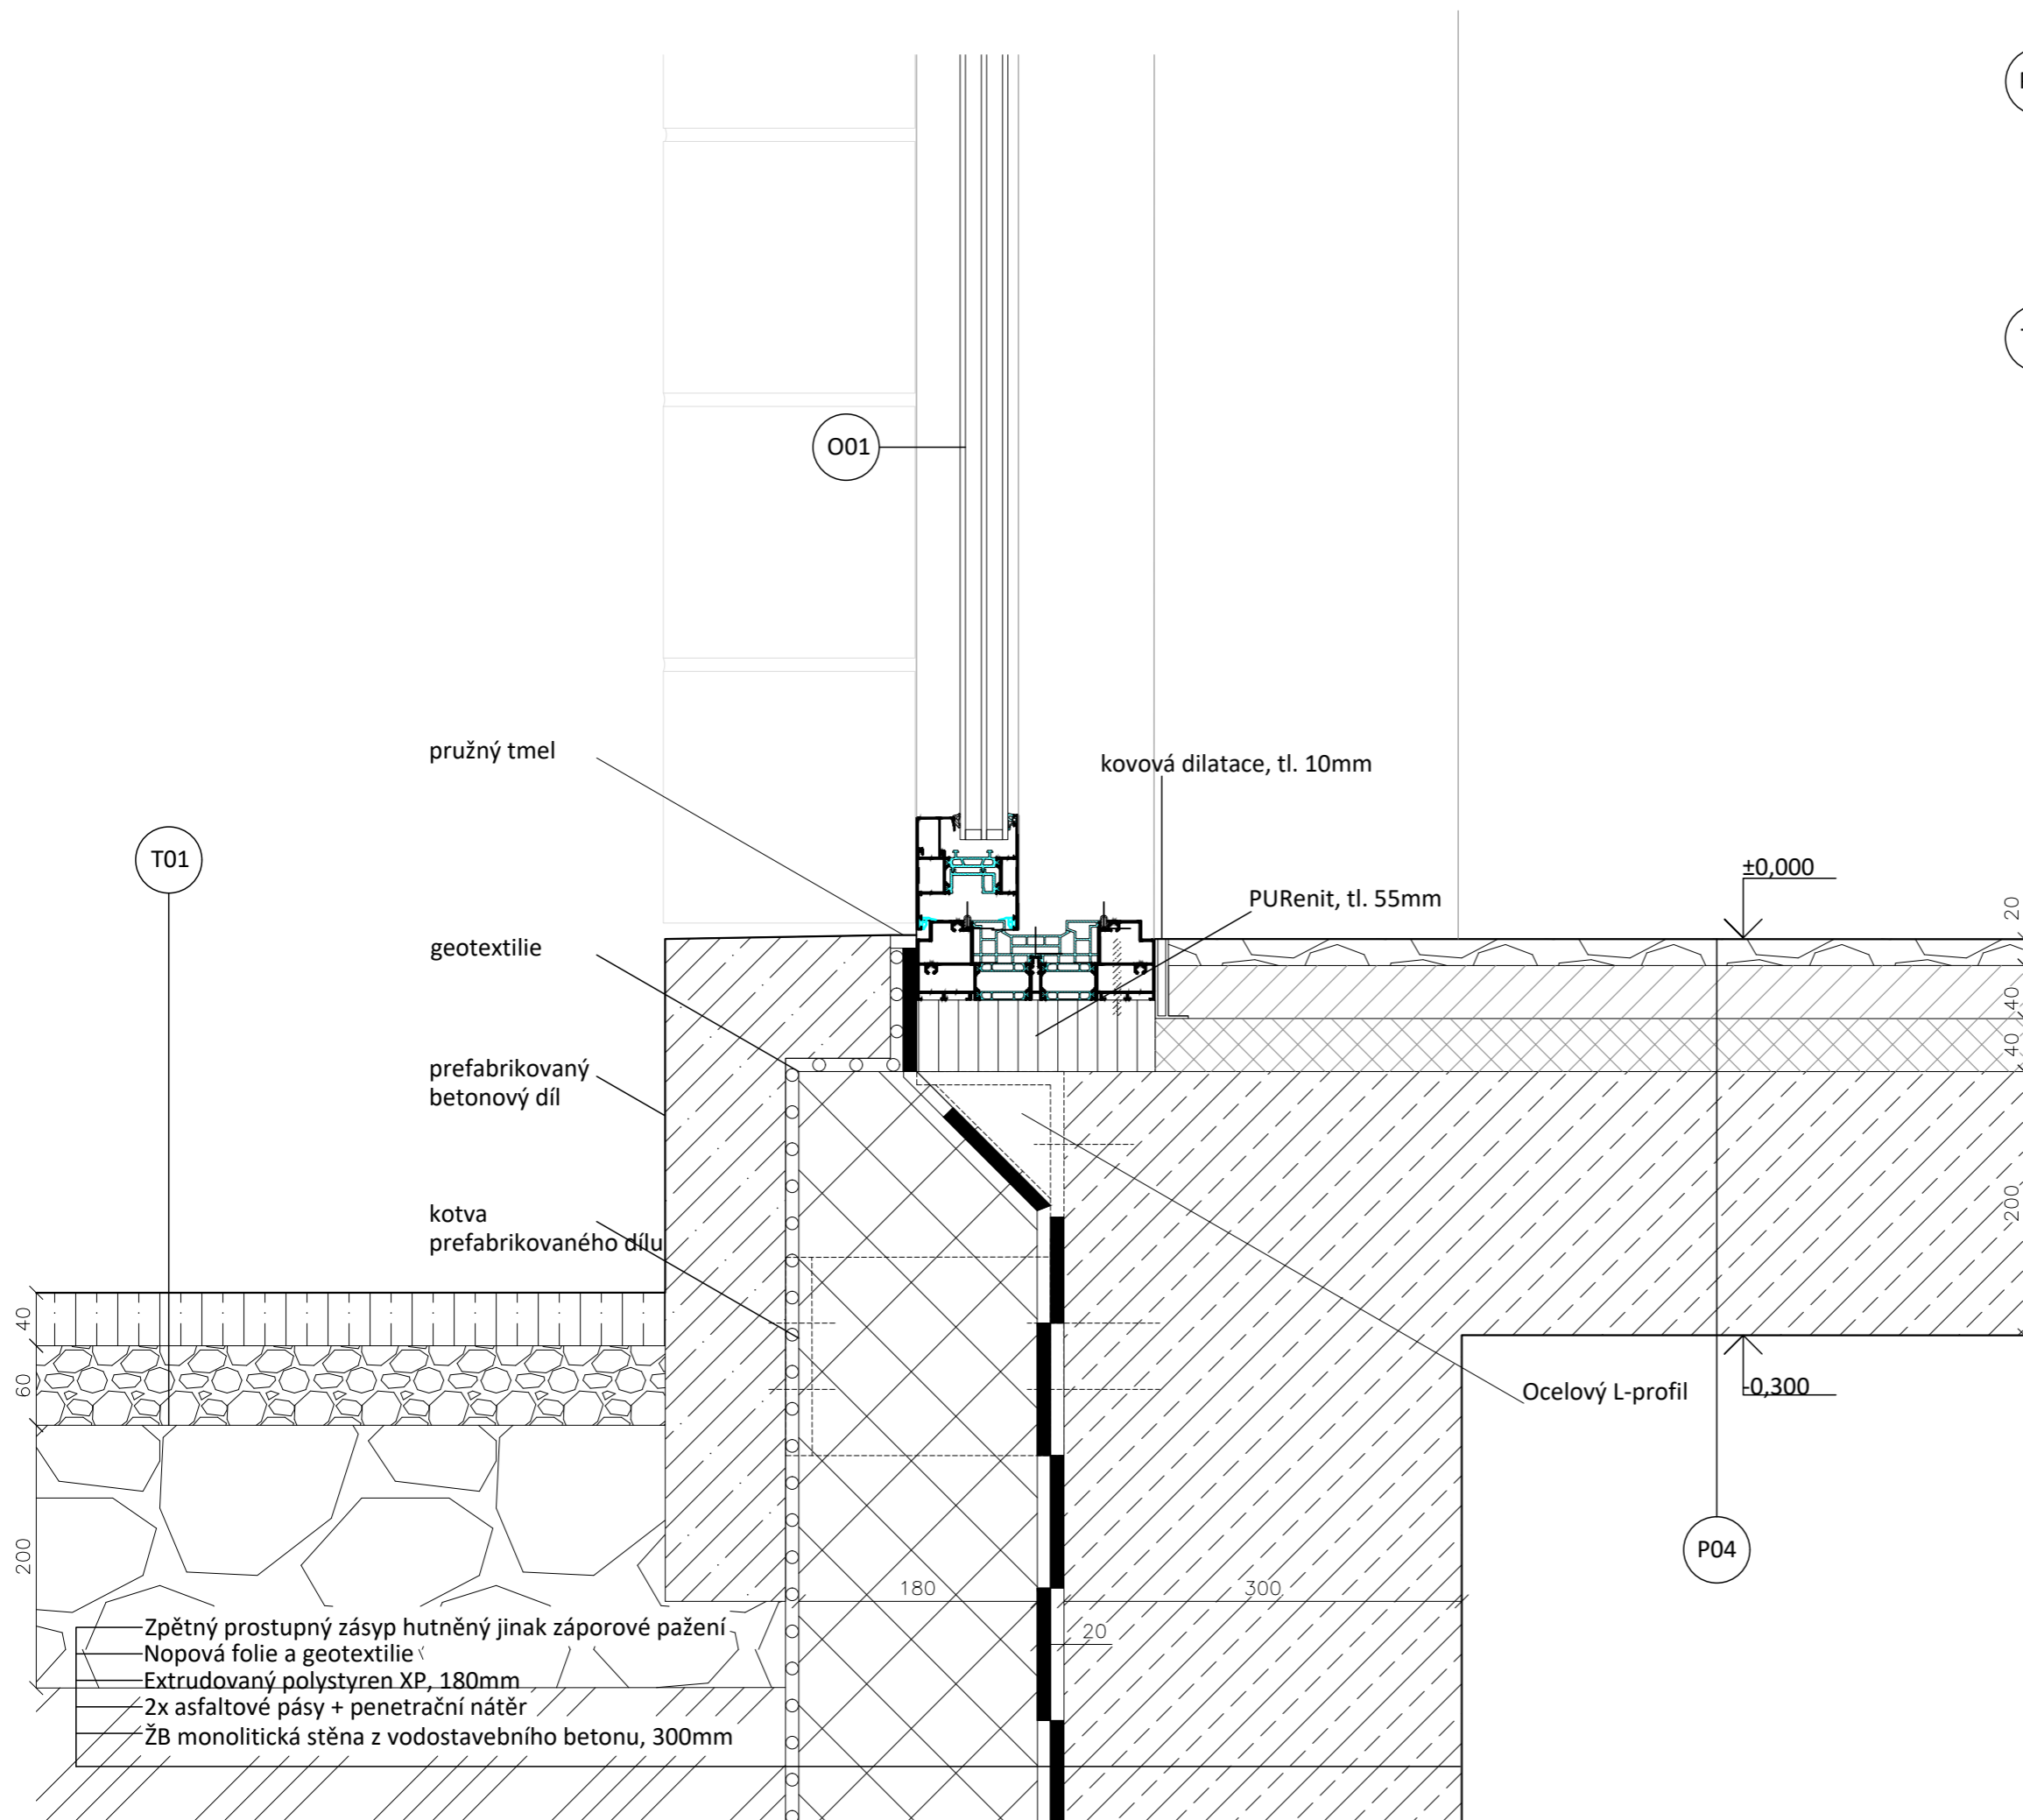 O01
pružný tmel
kovová dilatace, tl. 10mm
T01
±0,000
PURenit, tl. 55mm
20
geotextilie
40
40
prefabrikovaný
betonový díl
200
kotva
prefabrikovaného dílu
40
60
-0,300
Ocelový L-profil
200
P04
180
300
20
Zpětný prostupný zásyp hutněný jinak záporové pažení
Nopová folie a geotextilie
Extrudovaný polystyren XP, 180mm
2x asfaltové pásy + penetrační nátěr
ŽB monolitická stěna z vodostavebního betonu, 300mm